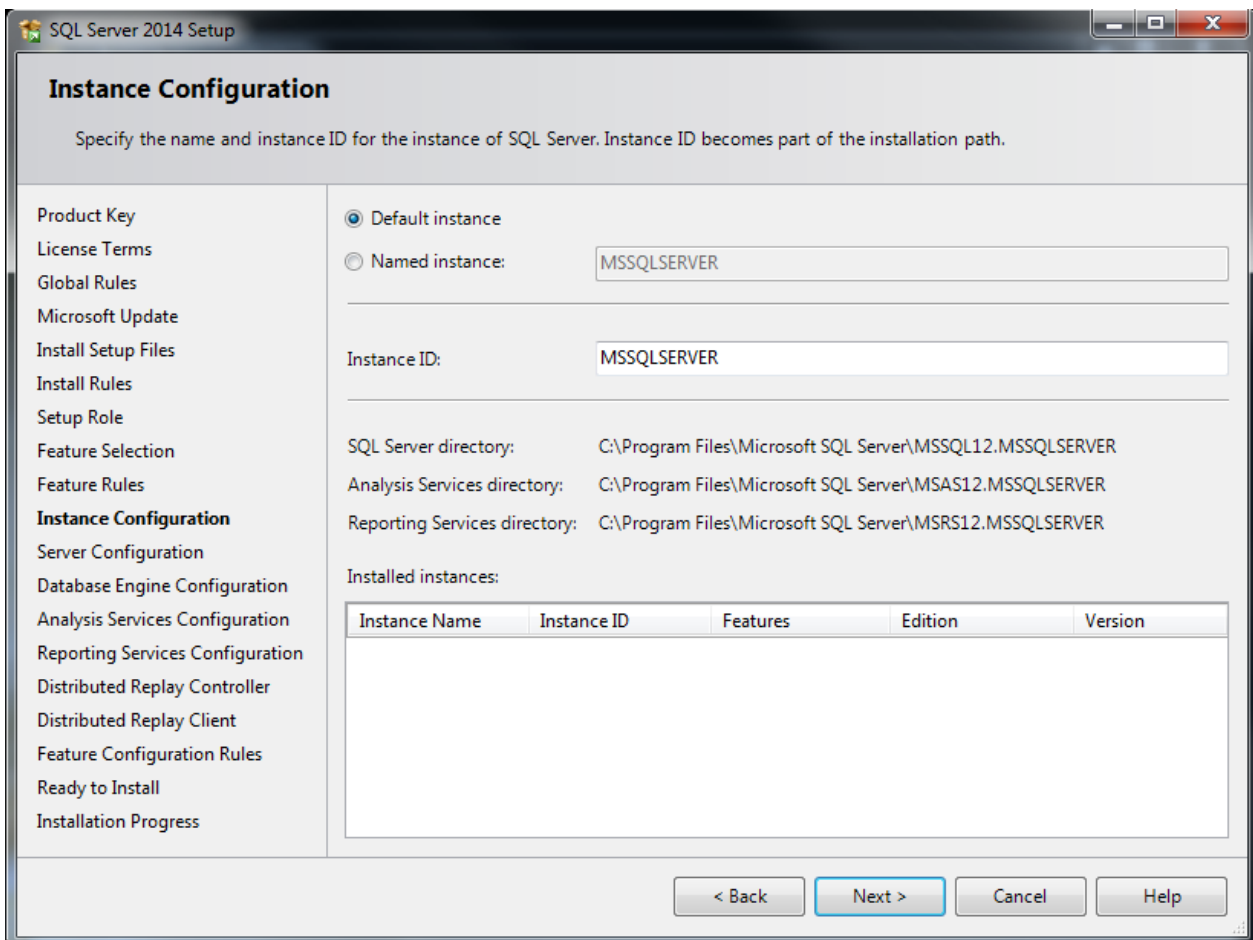 SQL Server 2014 Setup
Instance Configuration
Specify the name and instance ID for the instance of SQL Server. Instance ID becomes part of the installation path.
Product Key
License Terms
Global Rules
Microsoft Update
Install Setup Files
Install Rules
Setup Role
Feature Selection
Feature Rules
Instance Configuration
Server Configuration
Database Engine Configuration
Analysis Services Configuration
Reporting Services Configuration
Distributed Replay Controller
Distributed Replay Client
Feature Configuration Rules
Ready to Install
Installation Progress
Default instance
Named instance: MSSQLSERVER
Instance ID: MSSQLSERVER
SQL Server directory: C:\Program Files\Microsoft SQL Server\MSSQL12.MSSQLSERVER
Analysis Services directory: C:\Program Files\Microsoft SQL Server\MSAS12.MSSQLSERVER
Reporting Services directory: C:\Program Files\Microsoft SQL Server\MSRS12.MSSQLSERVER
Installed instances:
Instance Name Instance ID Features Edition Version
< Back Next > Cancel Help